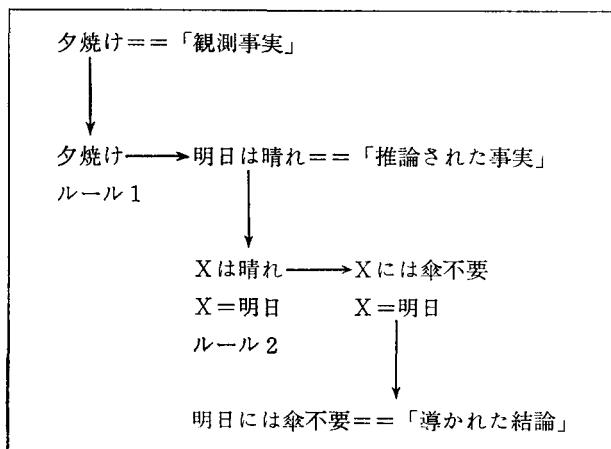 夕焼け==「観測事実」
夕焼け→明日は晴れ==「推論された事実」
ルール1
Xは晴れ→Xには傘不要
X=明日 X=明日
ルール2
明日には傘不要==「導かれた結論」